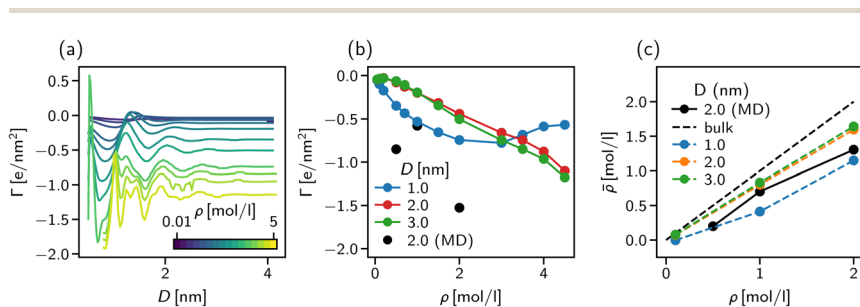 (a)
0.5
0.0
−0.5
−1.0
−1.5
−2.0
Γ [e/nm²]
ρ [mol/l]
0.01
5
2
4
D [nm]
(b)
0.0
−0.5
−1.0
−1.5
−2.0
Γ [e/nm²]
D [nm]
1.0
2.0
3.0
2.0 (MD)
0
1
2
3
4
ρ [mol/l]
(c)
2.0
1.5
1.0
0.5
0.0
ρ̄ [mol/l]
D (nm)
2.0 (MD)
bulk
1.0
2.0
3.0
0
1
2
ρ [mol/l]